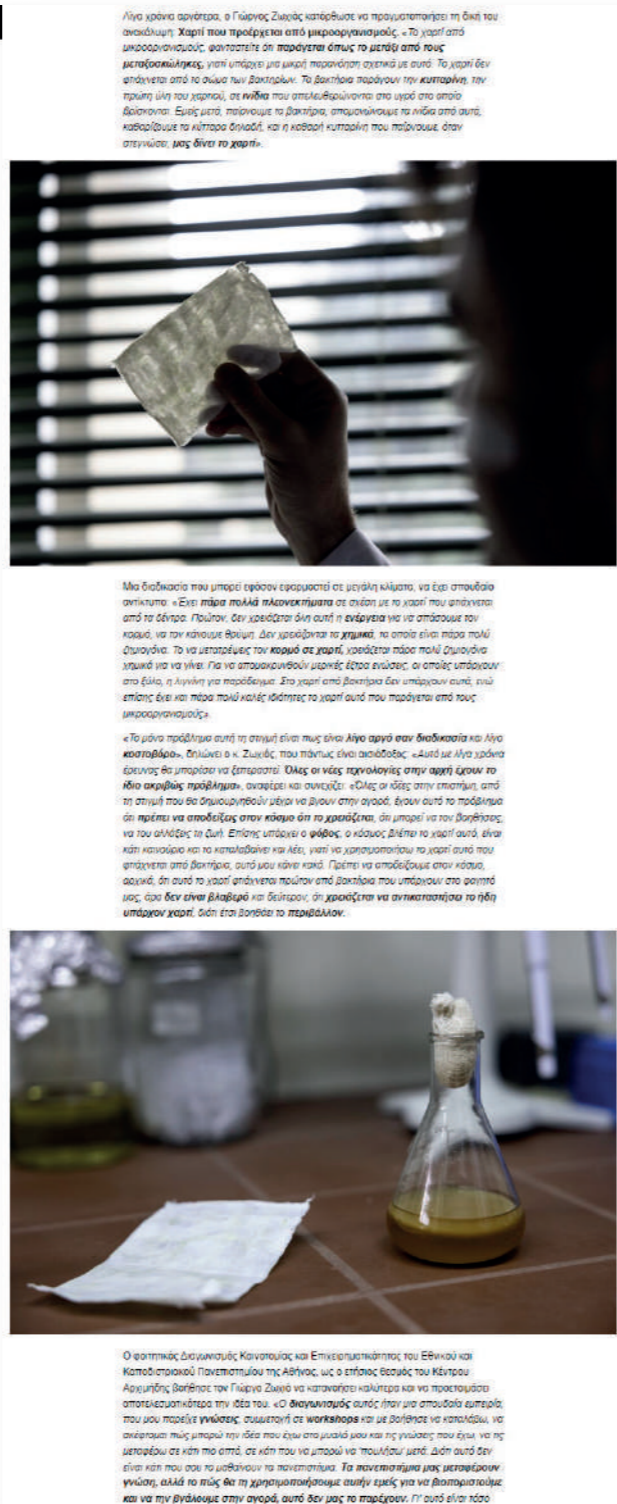 Λίγα χρόνια αργότερα, ο Γιώργος Ζωχιάς κατόρθωσε να πραγματοποιήσει τη δική του
ανακάλυψη: Χαρτί που προέρχεται από μικροοργανισμούς. «Το χαρτί από
μικροοργανισμούς, φανταστείτε ότι παράγεται όπως το μετάξι από τους
μεταξοσκώληκες, γιατί υπάρχει μια μικρή παρανόηση σχετικά με αυτό. Το χαρτί δεν
φτιάχνεται από το σώμα των βακτηρίων. Τα βακτήρια παράγουν την κυτταρίνη, την
πρώτη ύλη του χαρτιού, σε ινίδια που απελευθερώνονται στο υγρό στο οποίο
βρίσκονται. Εμείς μετά, παίρνουμε τα βακτήρια, απομονώνουμε τα ινίδια από αυτά,
καθαρίζουμε τα κύτταρα δηλαδή, και η καθαρή κυτταρίνη που παίρνουμε, όταν
στεγνώσει, μας δίνει το χαρτί».
Μια διαδικασία που μπορεί εφόσον εφαρμοστεί σε μεγάλη κλίματα, να έχει σπουδαίο
αντίκτυπο: «Έχει πάρα πολλά πλεονεκτήματα σε σχέση με το χαρτί που φτιάχνεται
από τα δέντρα. Πρώτον, δεν χρειάζεται όλη αυτή η ενέργεια για να σπάσουμε τον
κορμό, να τον κάνουμε θρύψη. Δεν χρειάζονται τα χημικά, τα οποία είναι πάρα πολύ
ζημιογόνα. Το να μετατρέψεις τον κορμό σε χαρτί, χρειάζεται πάρα πολύ ζημιογόνα
χημικά για να γίνει. Για να απομακρυνθούν μερικές έξτρα ενώσεις, οι οποίες υπάρχουν
στο ξύλο, η λιγνίνη για παράδειγμα. Στο χαρτί από βακτήρια δεν υπάρχουν αυτά, ενώ
επίσης έχει και πάρα πολύ καλές ιδιότητες το χαρτί αυτό που παράγεται από τους
μικροοργανισμούς».
«Το μόνο πρόβλημα αυτή τη στιγμή είναι πως είναι λίγο αργό σαν διαδικασία και λίγο
κοστοβόρο», δηλώνει ο κ. Ζωχιός, που πάντως είναι αισιόδοξος: «Αυτό με λίγα χρόνια
έρευνας θα μπορέσει να ξεπεραστεί. Όλες οι νέες τεχνολογίες στην αρχή έχουν το
ίδιο ακριβώς πρόβλημα», αναφέρει και συνεχίζει: «Όλες οι ιδέες στην επιστήμη, από
τη στιγμή που θα δημιουργηθούν μέχρι να βγουν στην αγορά, έχουν αυτό το πρόβλημα
ότι πρέπει να αποδείξεις στον κόσμο ότι το χρειάζεται, ότι μπορεί να τον βοηθήσεις,
να του αλλάξεις τη ζωή. Επίσης υπάρχει ο φόβος, ο κόσμος βλέπει το χαρτί αυτό, είναι
κάτι καινούριο και το καταλαβαίνει και λέει, γιατί να χρησιμοποιήσω το χαρτί αυτό που
φτιάχνεται από βακτήρια, αυτό μου κάνει κακό. Πρέπει να αποδείξουμε στον κόσμο,
αρχικά, ότι αυτό το χαρτί φτιάχνεται πρώτον από βακτήρια που υπάρχουν στο φαγητό
μας, άρα δεν είναι βλαβερό και δεύτερον, ότι χρειάζεται να αντικαταστήσει το ήδη
υπάρχον χαρτί, διότι έτσι βοηθάει το περιβάλλον.
Ο φοιτητικός Διαγωνισμός Καινοτομίας και Επιχειρηματικότητας του Εθνικού και
Καποδιστριακού Πανεπιστημίου της Αθήνας, ως ο ετήσιος θεσμός του Κέντρου
Αρχιμήδης βοήθησε τον Γιώργο Ζωχιό να κατανοήσει καλύτερα και να προετοιμάσει
αποτελεσματικότερα την ιδέα του. «Ο διαγωνισμός αυτός ήταν μια σπουδαία εμπειρία,
που μου παρείχε γνώσεις, συμμετοχή σε workshops και με βοήθησε να καταλάβω, να
σκέφτομαι πώς μπορώ την ιδέα που έχω στο μυαλό μου και τις γνώσεις που έχω, να τις
μεταφέρω σε κάτι πιο απτό, σε κάτι που να μπορώ να 'πουλήσω' μετά. Διότι αυτό δεν
είναι κάτι που σου το μαθαίνουν τα πανεπιστήμια. Τα πανεπιστήμια μας μεταφέρουν
γνώση, αλλά το πώς θα τη χρησιμοποιήσουμε αυτήν εμείς για να βιοποριστούμε
και να την βγάλουμε στην αγορά, αυτό δεν μας το παρέχουν. Γι' αυτό είναι τόσο